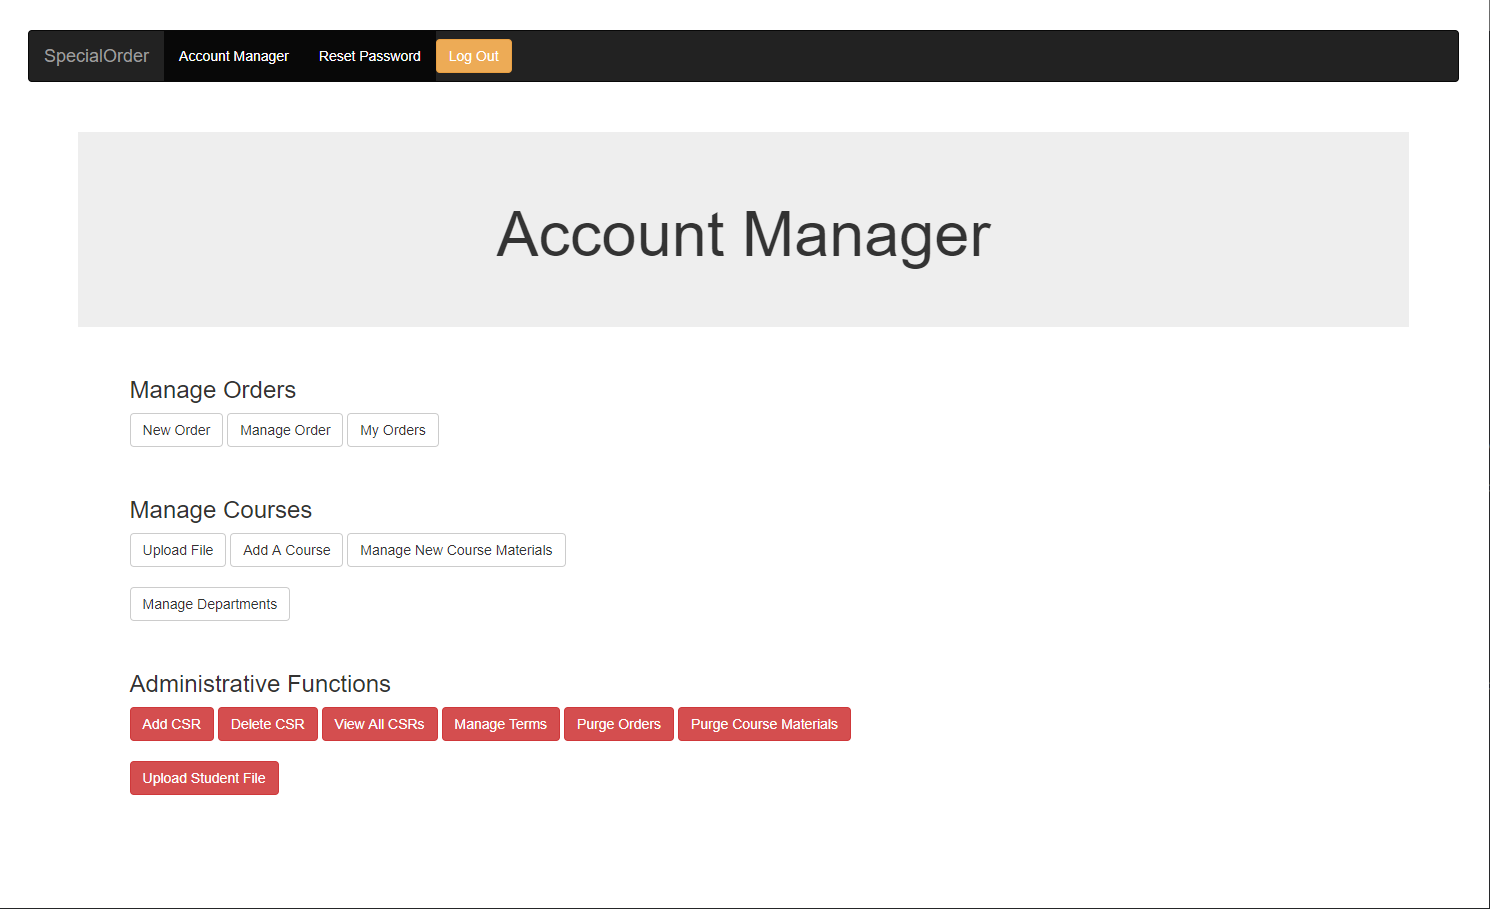 SpecialOrder Account Manager Reset Password Log Out
Account Manager
Manage Orders
New Order Manage Order My Orders
Manage Courses
Upload File Add A Course Manage New Course Materials
Manage Departments
Administrative Functions
Add CSR Delete CSR View All CSRs Manage Terms Purge Orders Purge Course Materials
Upload Student File